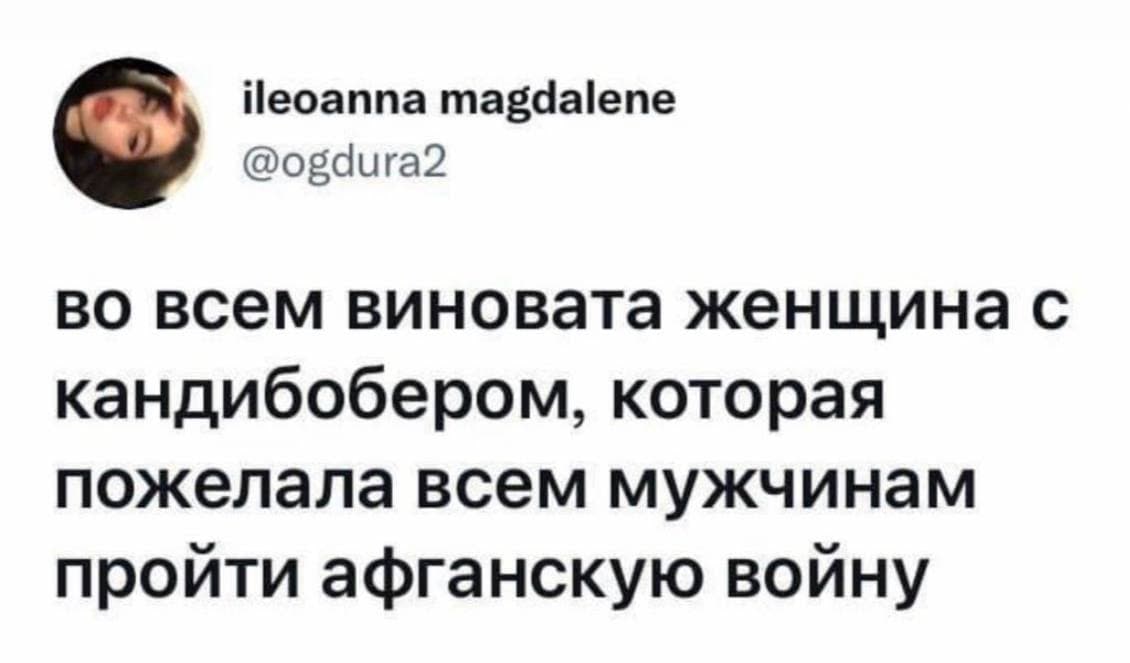 ileoanna magdalene
@ogdura2
во всем виновата женщина с
кандибобером, которая
пожелала всем мужчинам
пройти афганскую войну